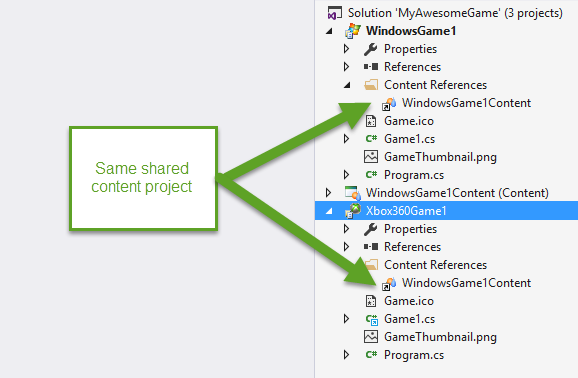 Solution 'MyAwesomeGame' (3 projects)
WindowsGame1
Properties
References
Content References
WindowsGame1Content
Game.ico
C# Game1.cs
GameThumbnail.png
C# Program.cs
WindowsGame1Content (Content)
Xbox360Game1
Properties
References
Content References
WindowsGame1Content
Game.ico
C# Game1.cs
GameThumbnail.png
C# Program.cs
Same shared
content project